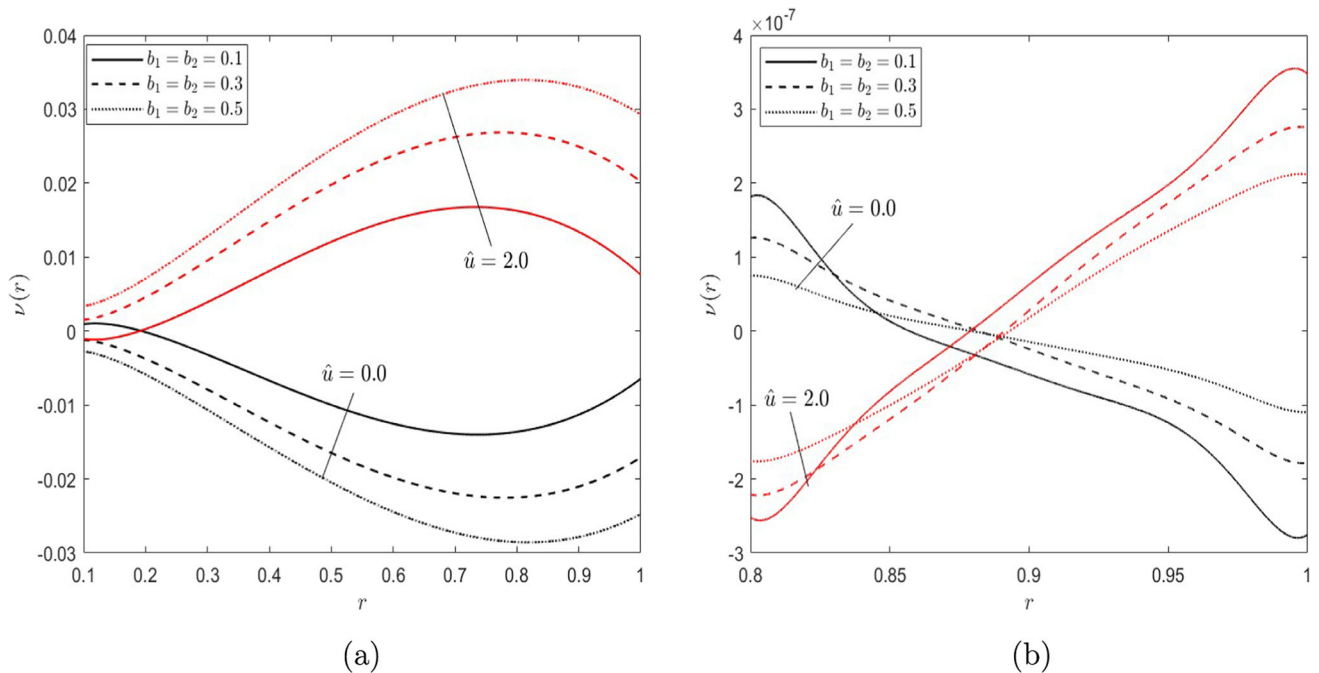 0.04
0.03
0.02
0.01
0
-0.01
-0.02
-0.03
ν(r)
b₁ = b₂ = 0.1
b₁ = b₂ = 0.3
b₁ = b₂ = 0.5
û = 2.0
û = 0.0
0.1 0.2 0.3 0.4 0.5 0.6 0.7 0.8 0.9 1
r
(a)
×10⁻⁷
4
3
2
1
0
-1
-2
-3
ν(r)
b₁ = b₂ = 0.1
b₁ = b₂ = 0.3
b₁ = b₂ = 0.5
û = 0.0
û = 2.0
0.8 0.85 0.9 0.95 1
r
(b)